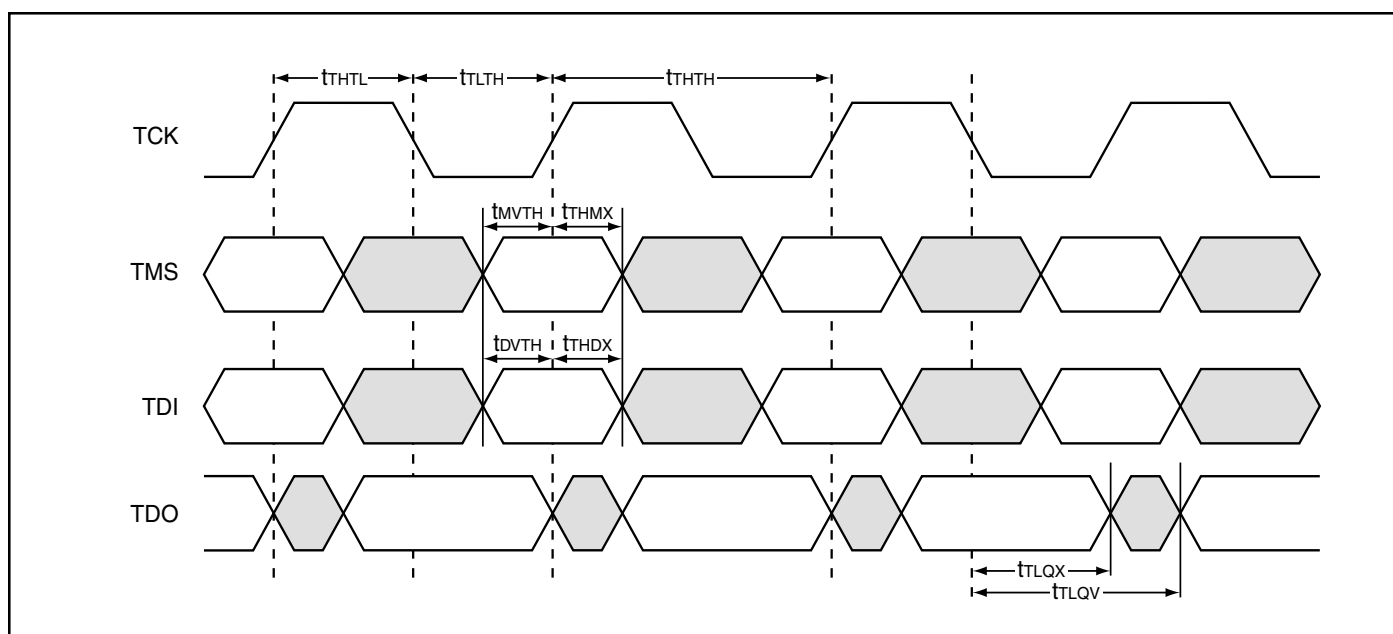 tTHTL tTLTH tTHTH
TCK
tMVTH tTHMX
TMS
tDVTH tTHDX
TDI
TDO
tTLQX
tTLQV